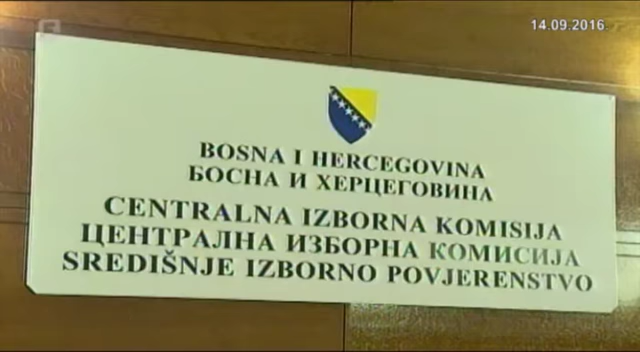 14.09.2016
BOSNA I HERCEGOVINA
БОСНА И ХЕРЦЕГОВИНА
CENTRALNA IZBORNA KOMISIJA
ЦЕНТРАЛНА ИЗБОРНА КОМИСИЈА
SREDIŠNJE IZBORNO POVJERENSTVO